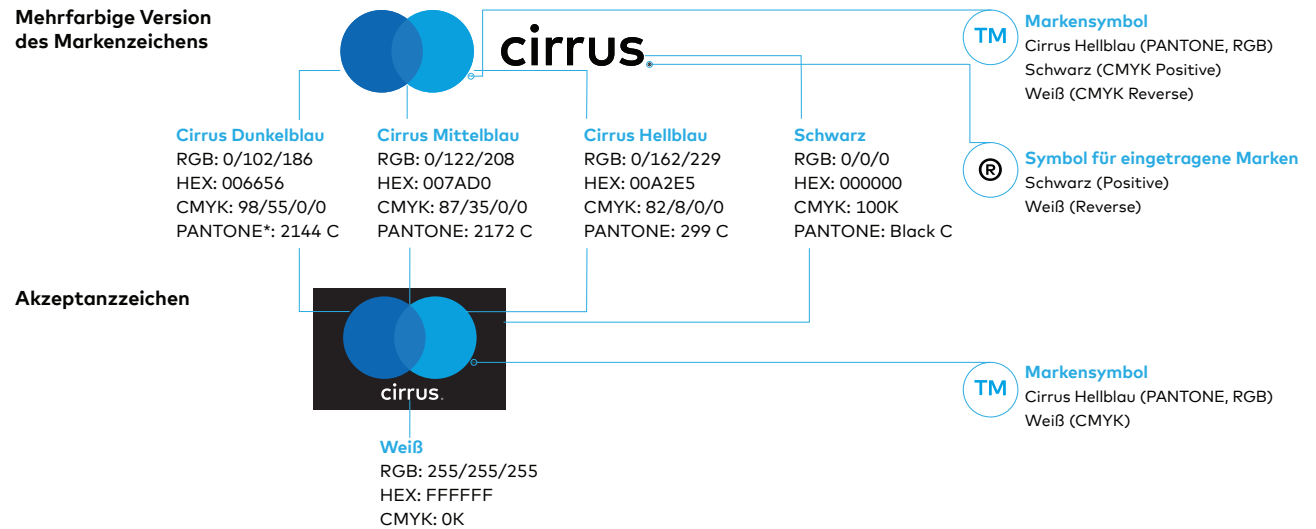 Mehrfarbige Version
des Markenzeichens
cirrus.
TM
Markensymbol
Cirrus Hellblau (PANTONE, RGB)
Schwarz (CMYK Positive)
Weiß (CMYK Reverse)
Cirrus Dunkelblau
RGB: 0/102/186
HEX: 006656
CMYK: 98/55/0/0
PANTONE*: 2144 C
Cirrus Mittelblau
RGB: 0/122/208
HEX: 007AD0
CMYK: 87/35/0/0
PANTONE: 2172 C
Cirrus Hellblau
RGB: 0/162/229
HEX: 00A2E5
CMYK: 82/8/0/0
PANTONE: 299 C
Schwarz
RGB: 0/0/0
HEX: 000000
CMYK: 100K
PANTONE: Black C
®
Symbol für eingetragene Marken
Schwarz (Positive)
Weiß (Reverse)
Akzeptanzzeichen
cirrus.
TM
Markensymbol
Cirrus Hellblau (PANTONE, RGB)
Weiß (CMYK)
Weiß
RGB: 255/255/255
HEX: FFFFFF
CMYK: 0K